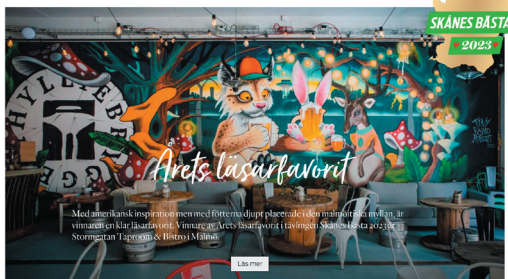 SKÅNES BÄSTA
2023
HYLLIEBRY
Årets läsarfavorit
Med amerikansk inspiration men med fötterna djupt placerade i den malmöitiska myllan, är
vinnaren en klar läsarfavorit. Vinnare av Årets läsarfavorit i tävlingen Skånes Bästa 2023 är
Stormgatan Taproom & Bistro i Malmö.
Läs mer